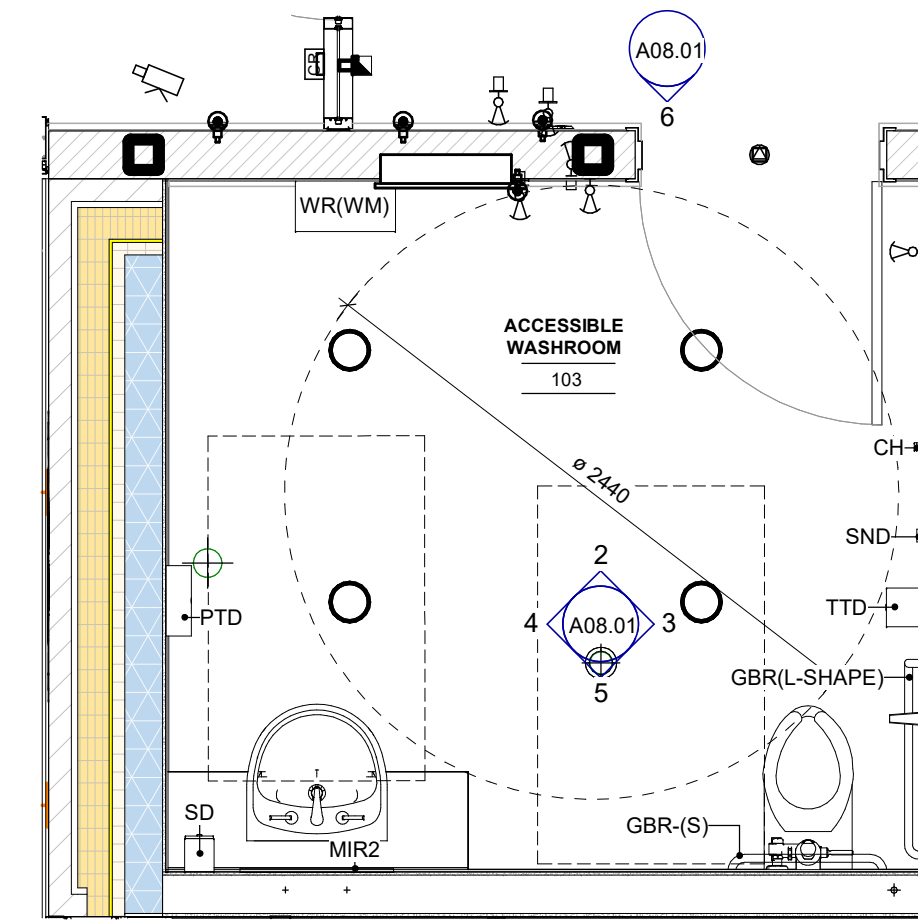 A08.01
6
CR
WR(WM)
ACCESSIBLE
WASHROOM
103
CH
ø 2440
SND
2
4
A08.01
3
5
PTD
TTD
GBR(L-SHAPE)
SD
GBR-(S)
MIR2